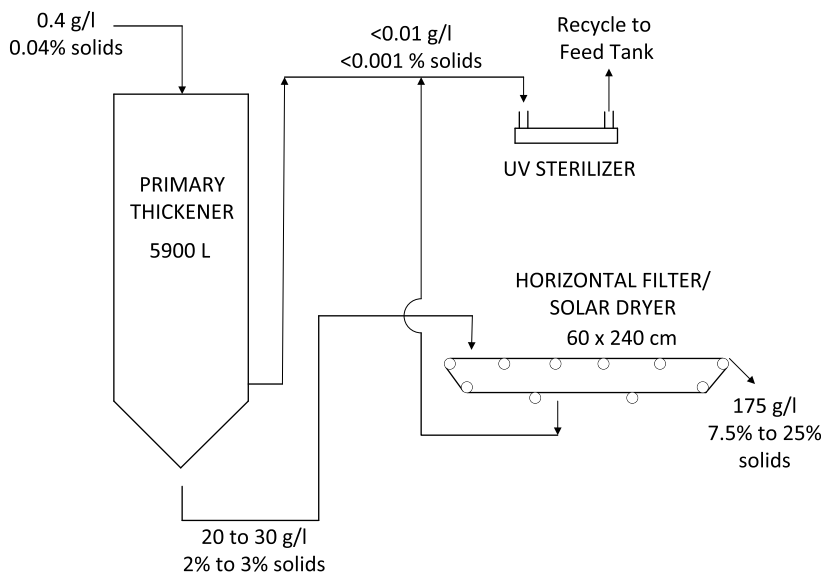 0.4 g/l
0.04% solids
<0.01 g/l
<0.001 % solids
Recycle to
Feed Tank
UV STERILIZER
PRIMARY
THICKENER
5900 L
HORIZONTAL FILTER/
SOLAR DRYER
60 x 240 cm
175 g/l
7.5% to 25%
solids
20 to 30 g/l
2% to 3% solids